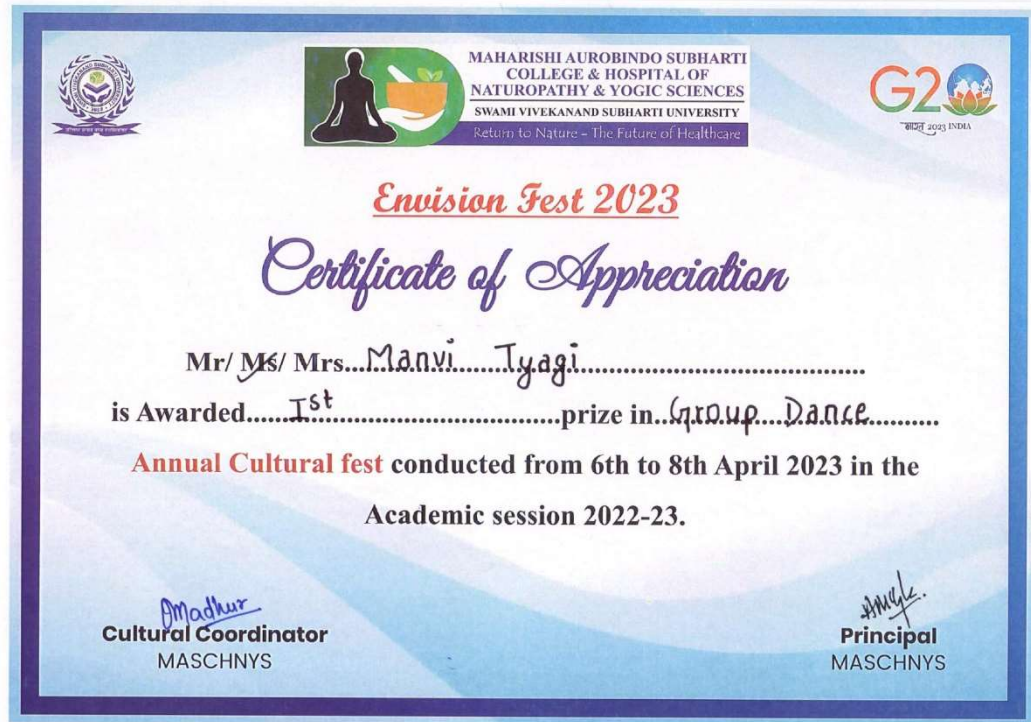 MAHARISHI AUROBINDO SUBHARTI
COLLEGE & HOSPITAL OF
NATUROPATHY & YOGIC SCIENCES
SWAMI VIVEKANAND SUBHARTI UNIVERSITY
Return to Nature – The Future of Healthcare
G20
भारत 2023 INDIA
Envision Fest 2023
Certificate of Appreciation
Mr/ Ms/ Mrs...Manvi Tyagi
is Awarded.....Ist.....prize in..Group Dance
Annual Cultural fest conducted from 6th to 8th April 2023 in the
Academic session 2022-23.
Madhur
Cultural Coordinator
MASCHNYS
Principal
MASCHNYS